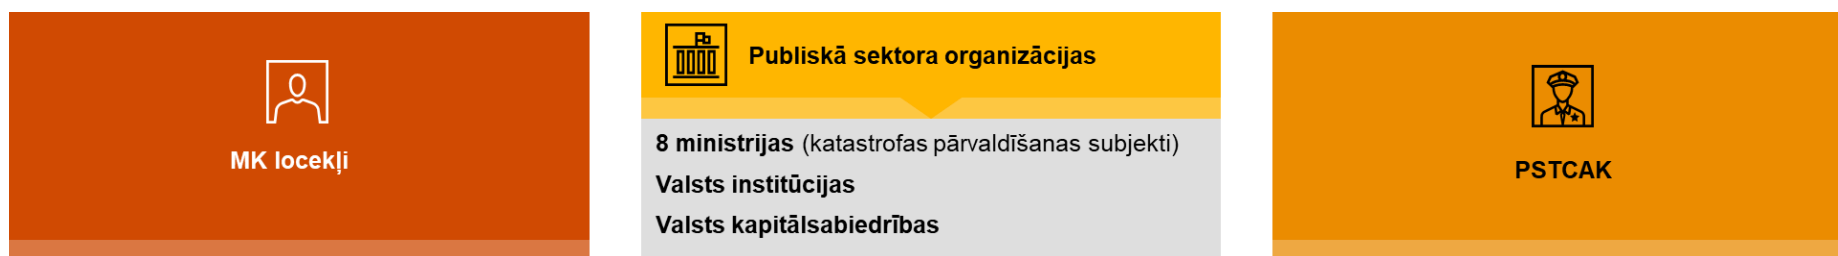 MK locekļi
Publiskā sektora organizācijas
8 ministrijas (katastrofas pārvaldīšanas subjekti)
Valsts institūcijas
Valsts kapitālsabiedrības
PSTCAK